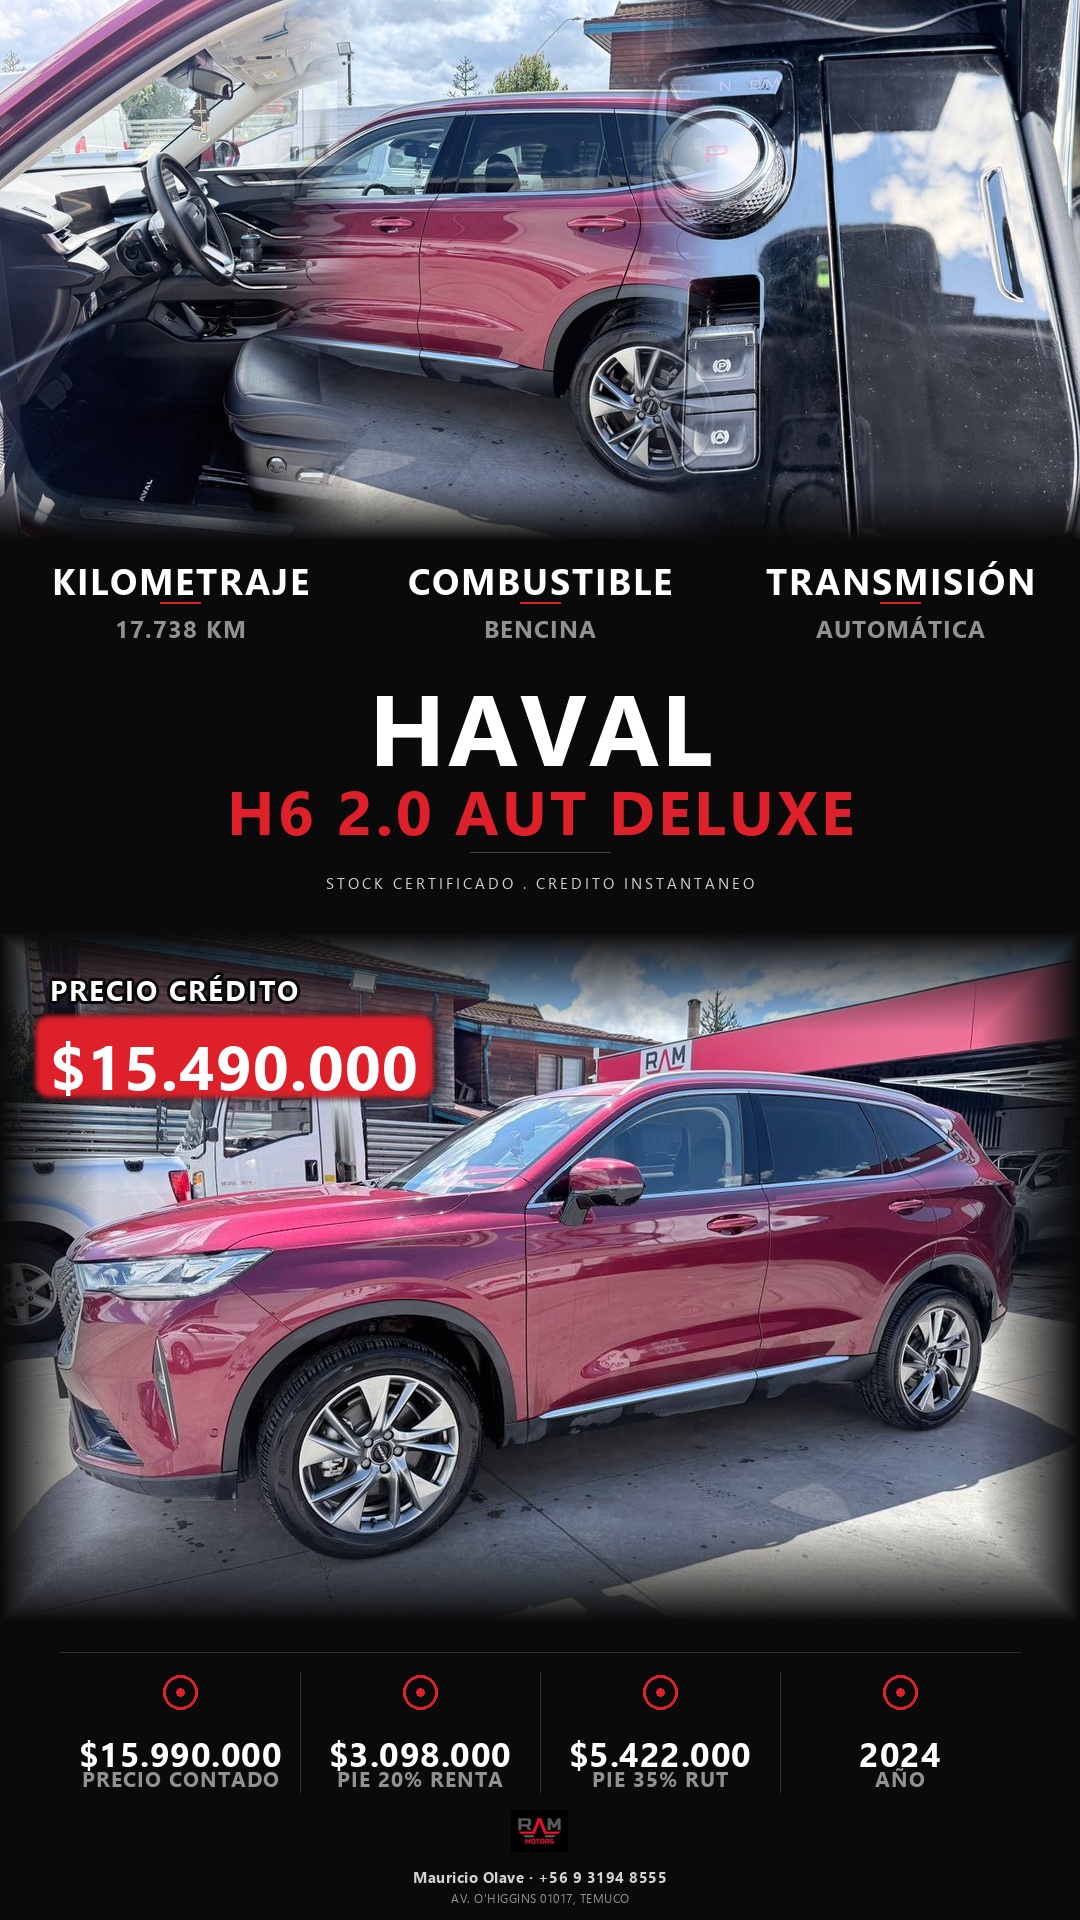 N D/M
P
HAVAL
KILOMETRAJE
17.738 KM
COMBUSTIBLE
BENCINA
TRANSMISIÓN
AUTOMÁTICA
HAVAL
H6 2.0 AUT DELUXE
STOCK CERTIFICADO . CREDITO INSTANTANEO
PRECIO CRÉDITO
$15.490.000
RAM
$15.990.000
PRECIO CONTADO
$3.098.000
PIE 20% RENTA
$5.422.000
PIE 35% RUT
2024
AÑO
RAM
MOTORS
Mauricio Olave · +56 9 3194 8555
AV. O'HIGGINS 01017, TEMUCO